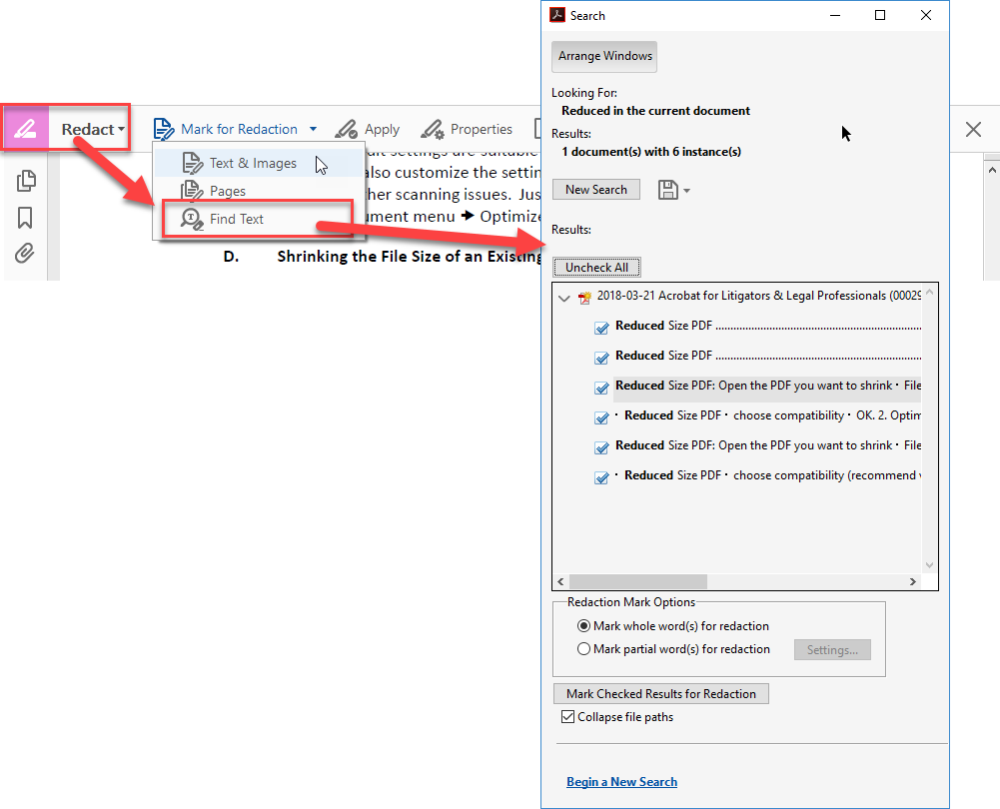 Search
Arrange Windows
Looking For:
Reduced in the current document
Results:
1 document(s) with 6 instance(s)
New Search
Results:
Uncheck All
2018-03-21 Acrobat for Litigators & Legal Professionals (00029
Reduced Size PDF ........................................................
Reduced Size PDF ........................................................
Reduced Size PDF: Open the PDF you want to shrink · File
· Reduced Size PDF · choose compatibility · OK. 2. Optim
Reduced Size PDF: Open the PDF you want to shrink · File
· Reduced Size PDF · choose compatibility (recommend v
Redaction Mark Options
Mark whole word(s) for redaction
Mark partial word(s) for redaction
Settings...
Mark Checked Results for Redaction
Collapse file paths
Begin a New Search
Redact
Mark for Redaction
Apply
Properties
Text & Images
Pages
Find Text
ult settings are suitable
also customize the settin
her scanning issues. Jus
ument menu → Optimize
D. Shrinking the File Size of an Existing